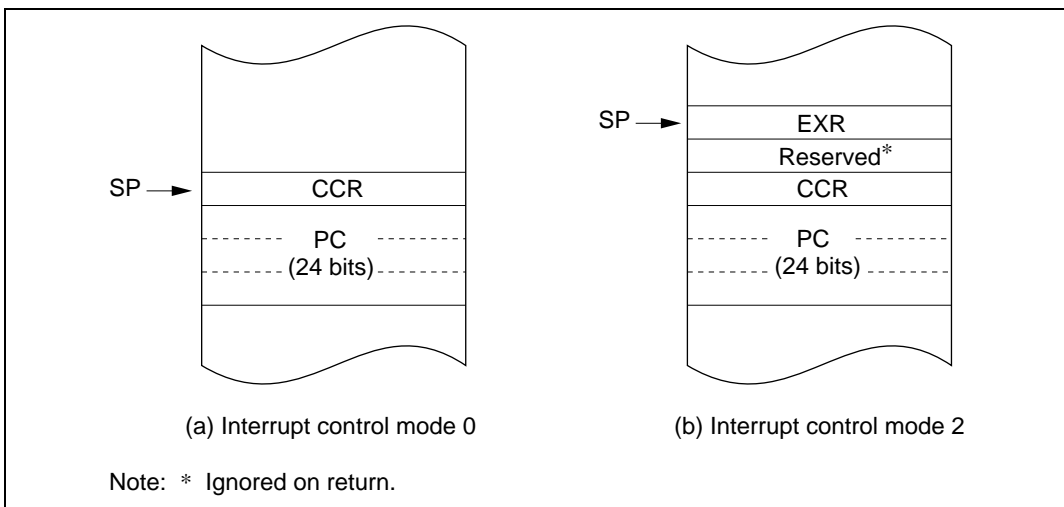 SP
CCR
PC
(24 bits)
(a) Interrupt control mode 0
SP
EXR
Reserved*
CCR
PC
(24 bits)
(b) Interrupt control mode 2
Note: * Ignored on return.